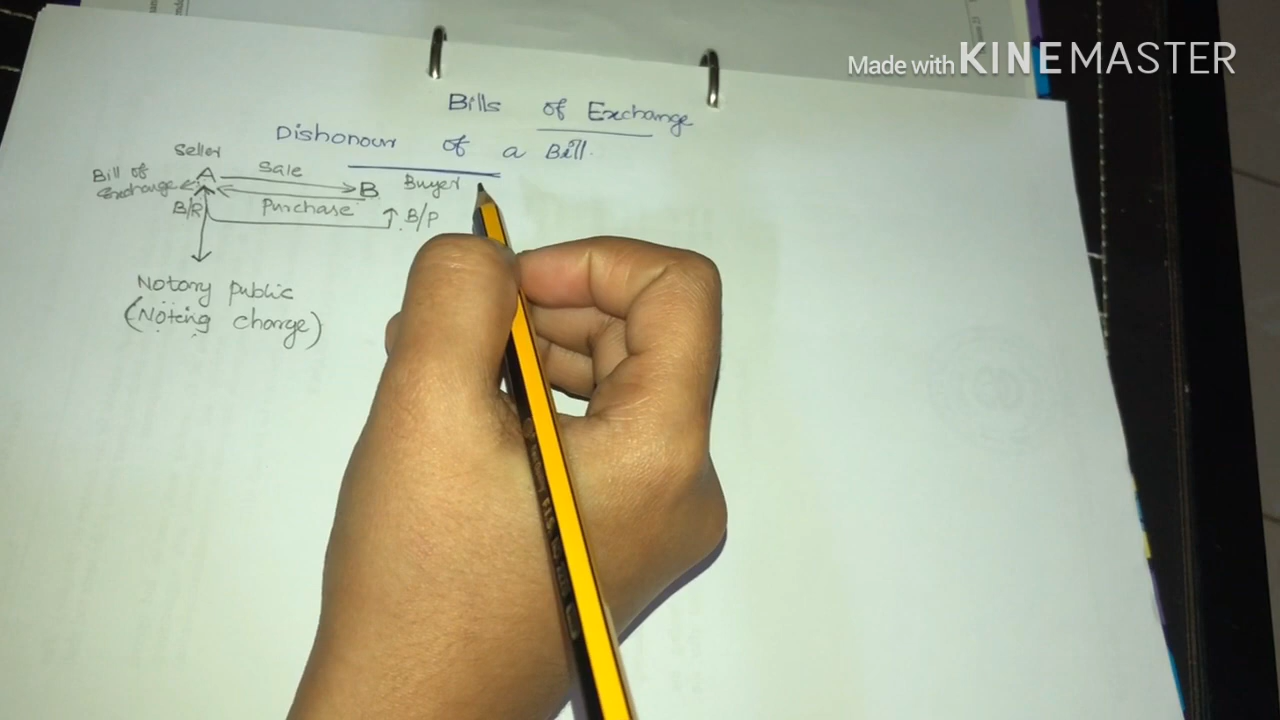 Made with KINEMASTER
Bills of Exchange
Dishonour of a Bill.
Seller
Bill of
Exchange
A
Sale
B
Buyer
B/R
Purchase
B/P
Notary public
(Noting charge)